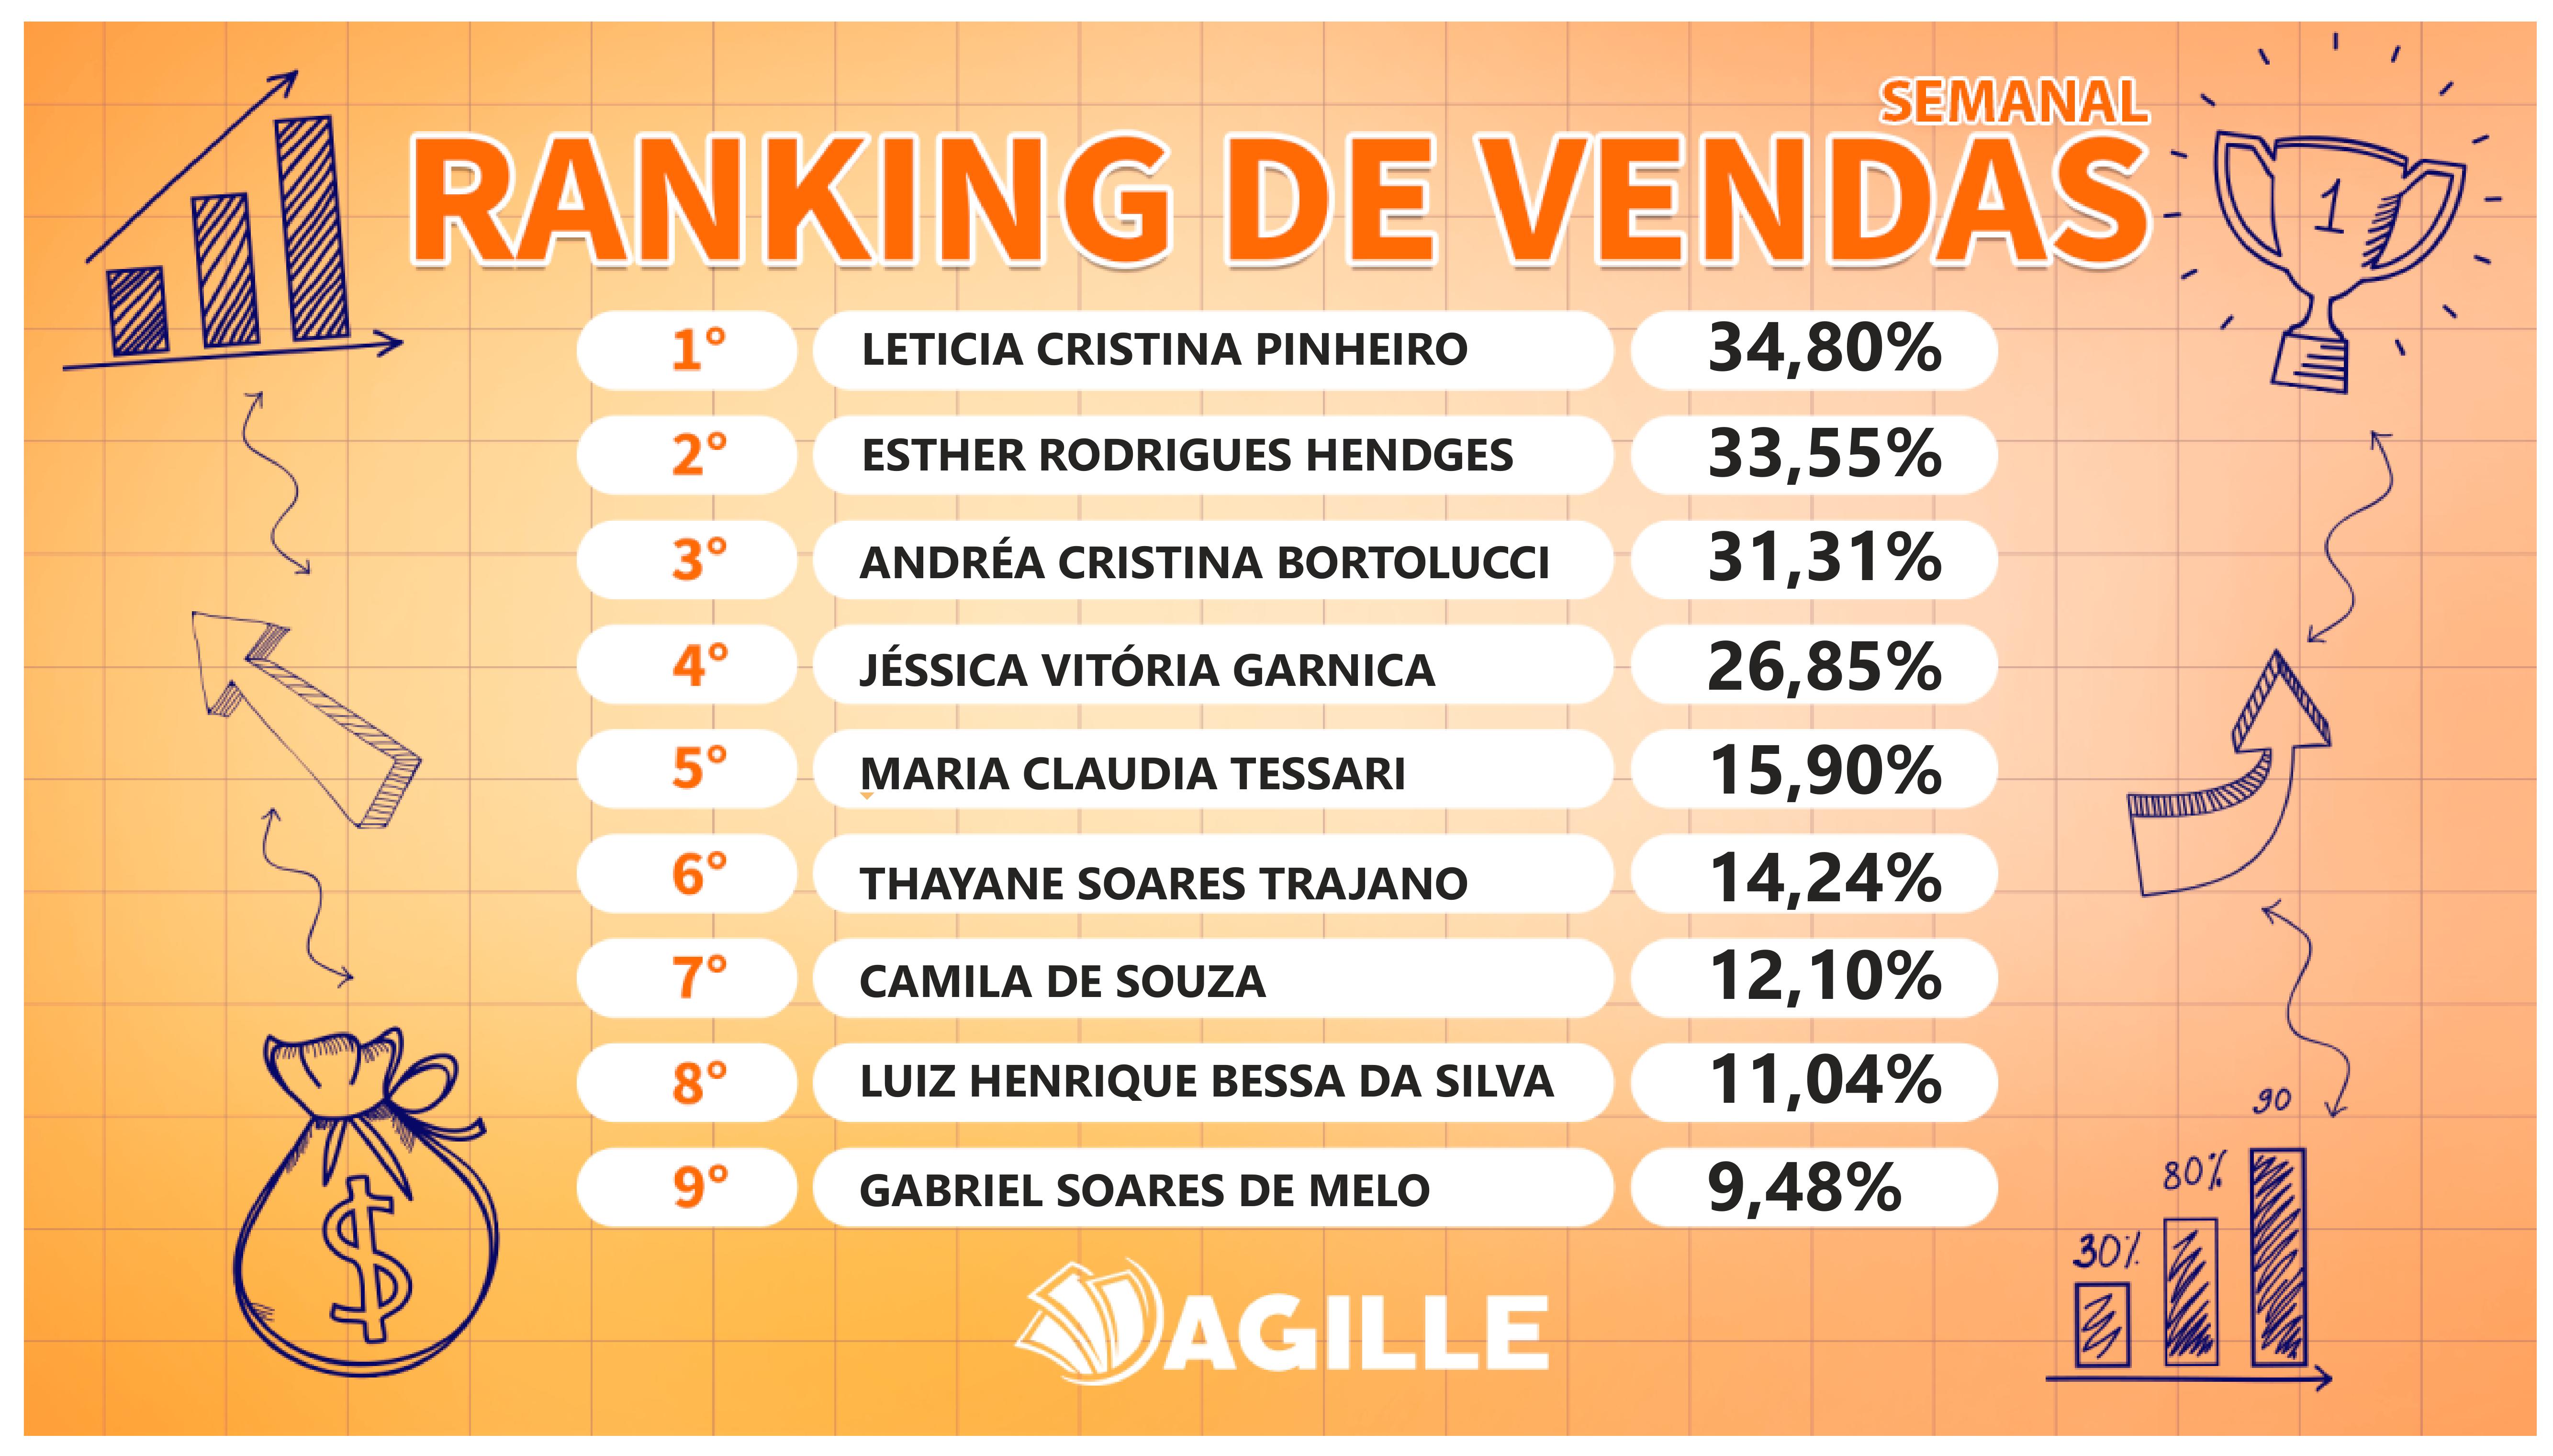 SEMANAL
RANKING DE VENDAS
1° LETICIA CRISTINA PINHEIRO 34,80%
2° ESTHER RODRIGUES HENDGES 33,55%
3° ANDRÉA CRISTINA BORTOLUCCI 31,31%
4° JÉSSICA VITÓRIA GARNICA 26,85%
5° MARIA CLAUDIA TESSARI 15,90%
6° THAYANE SOARES TRAJANO 14,24%
7° CAMILA DE SOUZA 12,10%
8° LUIZ HENRIQUE BESSA DA SILVA 11,04%
9° GABRIEL SOARES DE MELO 9,48%
AGILLE
1
$
90
80%
30%